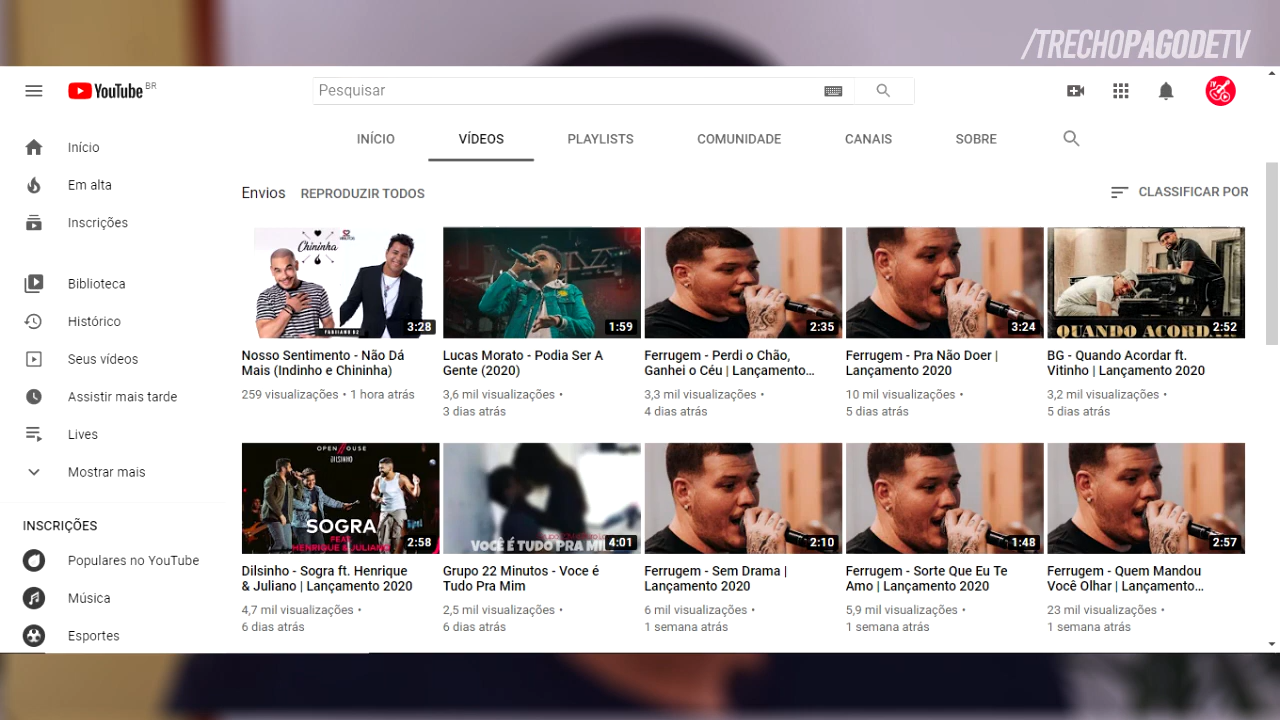 /TRECHOPAGODETV
YouTube BR
Pesquisar
INÍCIO
VÍDEOS
PLAYLISTS
COMUNIDADE
CANAIS
SOBRE
Início
Em alta
Inscrições
Biblioteca
Histórico
Seus vídeos
Assistir mais tarde
Lives
Mostrar mais
INSCRIÇÕES
Populares no YouTube
Música
Esportes
Envios
REPRODUZIR TODOS
CLASSIFICAR POR
Chininha
3:28
Nosso Sentimento - Não Dá
Mais (Indinho e Chininha)
259 visualizações • 1 hora atrás
1:59
Lucas Morato - Podia Ser A
Gente (2020)
3,6 mil visualizações •
3 dias atrás
2:35
Ferrugem - Perdi o Chão,
Ganhei o Céu | Lançamento...
3,3 mil visualizações •
4 dias atrás
3:24
Ferrugem - Pra Não Doer |
Lançamento 2020
10 mil visualizações •
5 dias atrás
QUANDO ACORDAR
2:52
BG - Quando Acordar ft.
Vitinho | Lançamento 2020
3,2 mil visualizações •
5 dias atrás
OPEN HOUSE
DILSINHO
SOGRA
FEAT.
HENRIQUE & JULIANO
2:58
Dilsinho - Sogra ft. Henrique
& Juliano | Lançamento 2020
4,7 mil visualizações •
6 dias atrás
VOCÊ É TUDO PRA MIM
4:01
Grupo 22 Minutos - Voce é
Tudo Pra Mim
2,5 mil visualizações •
6 dias atrás
2:10
Ferrugem - Sem Drama |
Lançamento 2020
6 mil visualizações •
1 semana atrás
1:48
Ferrugem - Sorte Que Eu Te
Amo | Lançamento 2020
5,9 mil visualizações •
1 semana atrás
2:57
Ferrugem - Quem Mandou
Você Olhar | Lançamento...
23 mil visualizações •
1 semana atrás